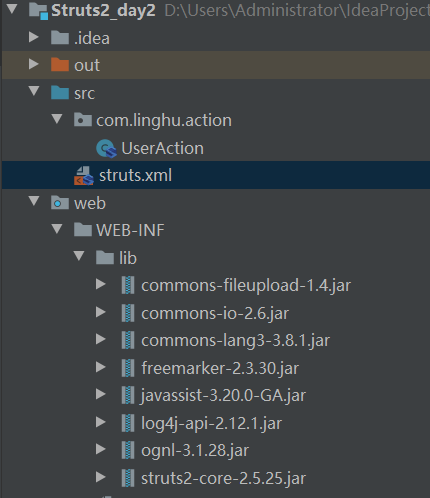 Struts2_day2 D:\Users\Administrator\IdeaProject
.idea
out
src
com.linghu.action
UserAction
struts.xml
web
WEB-INF
lib
commons-fileupload-1.4.jar
commons-io-2.6.jar
commons-lang3-3.8.1.jar
freemarker-2.3.30.jar
javassist-3.20.0-GA.jar
log4j-api-2.12.1.jar
ognl-3.1.28.jar
struts2-core-2.5.25.jar